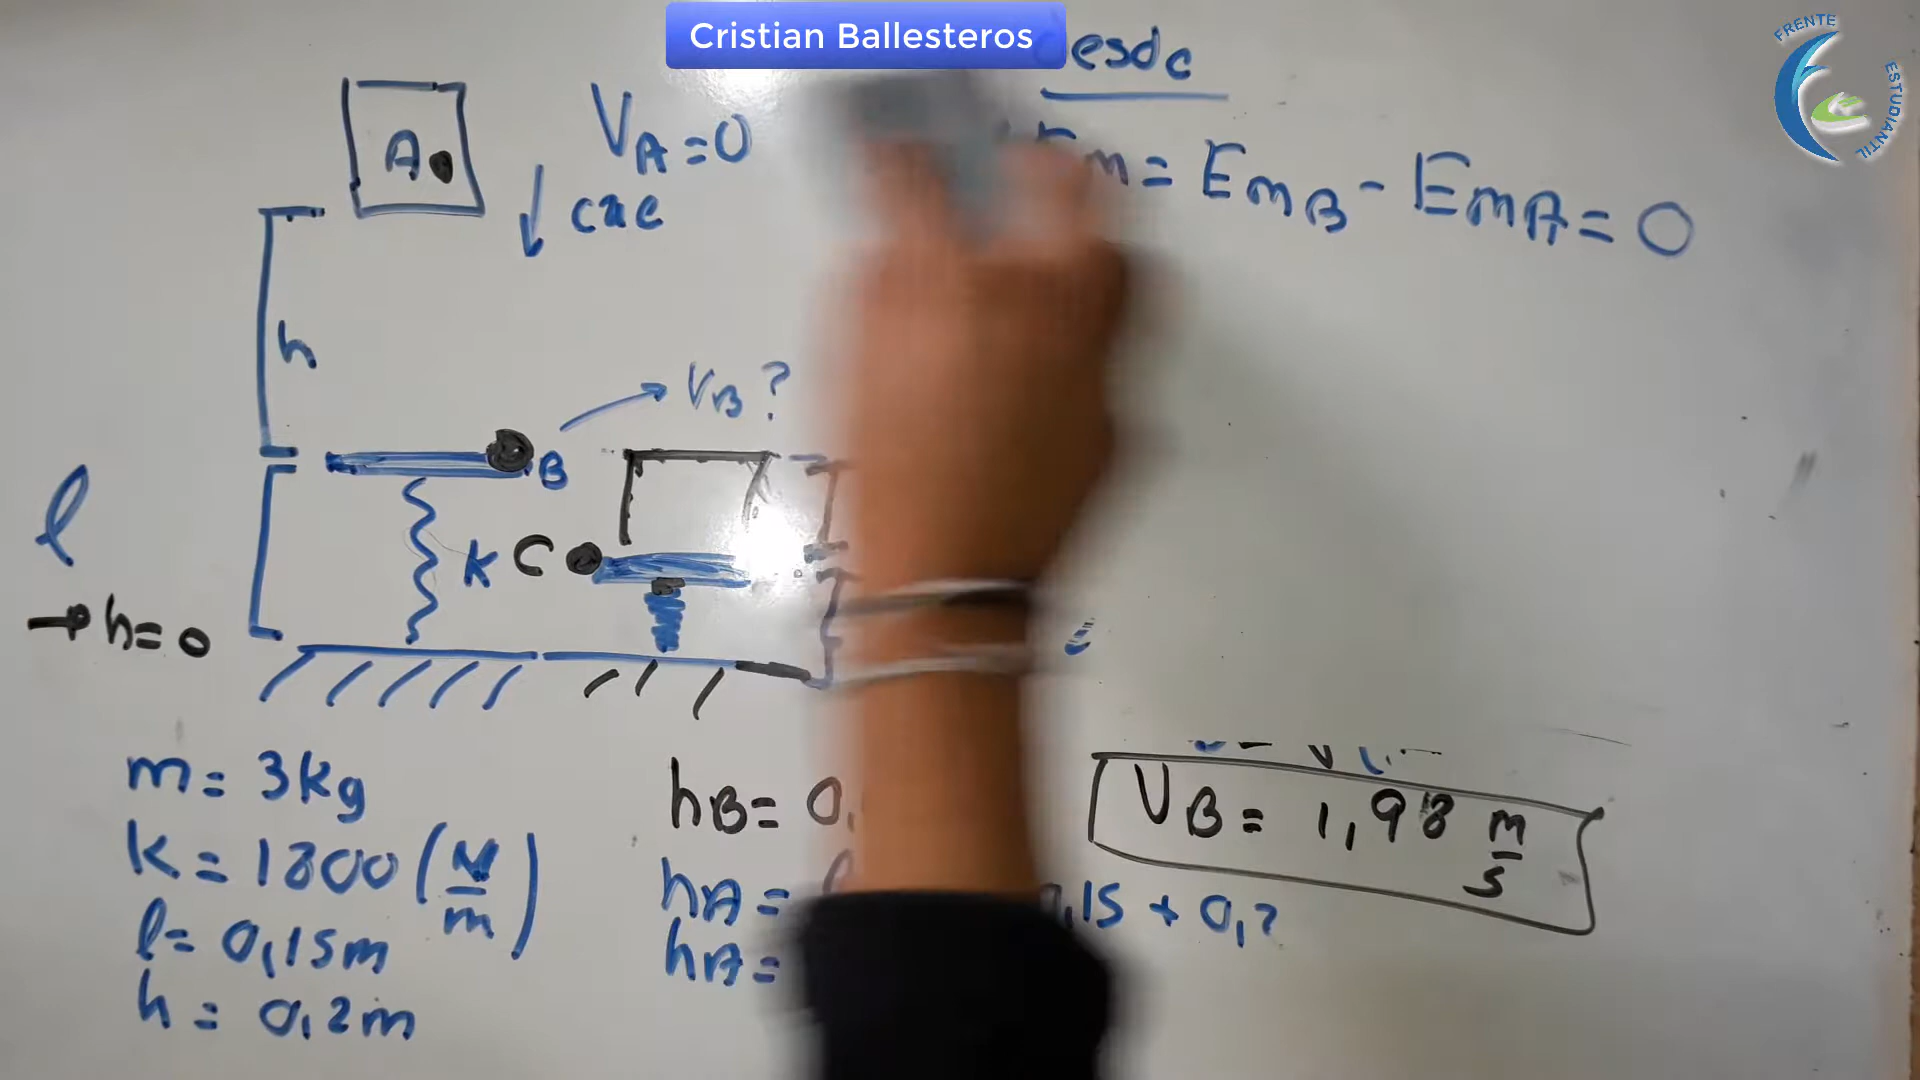 Cristian Ballesteros
FRENTE ESTUDIANTIL
esde
A
VA=0
cae
m= EmB- EmA= 0
h
VB?
B
l
K
C
h=0
m= 3kg
K= 1800 (N/m)
l= 0,15m
h= 0,2m
hB= 0,
hA=
,15 + 0,2
hA=
VB= 1,98 m/s